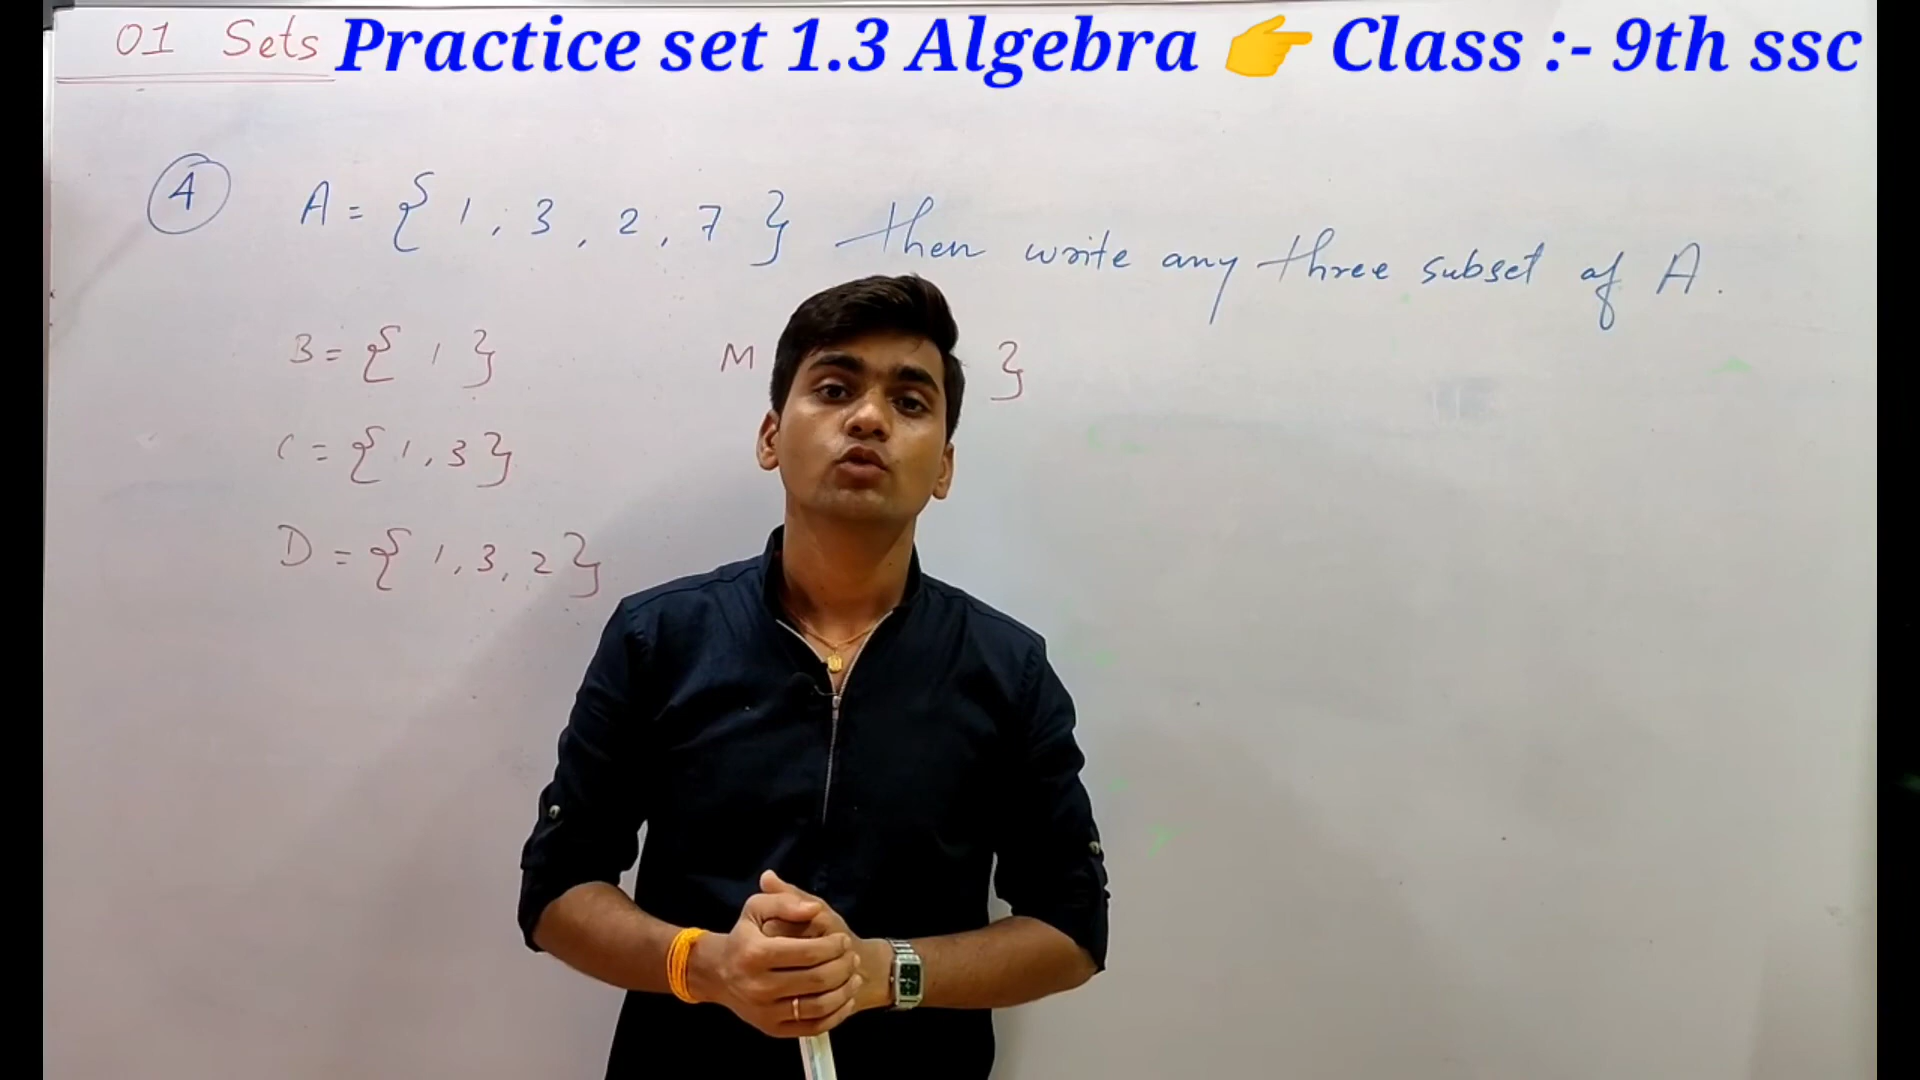 01 Sets Practice set 1.3 Algebra 👉 Class :- 9th ssc
④ A = { 1, 3, 2, 7 } then write any three subset of A.
B = { 1 }
M }
C = { 1, 3 }
D = { 1, 3, 2 }